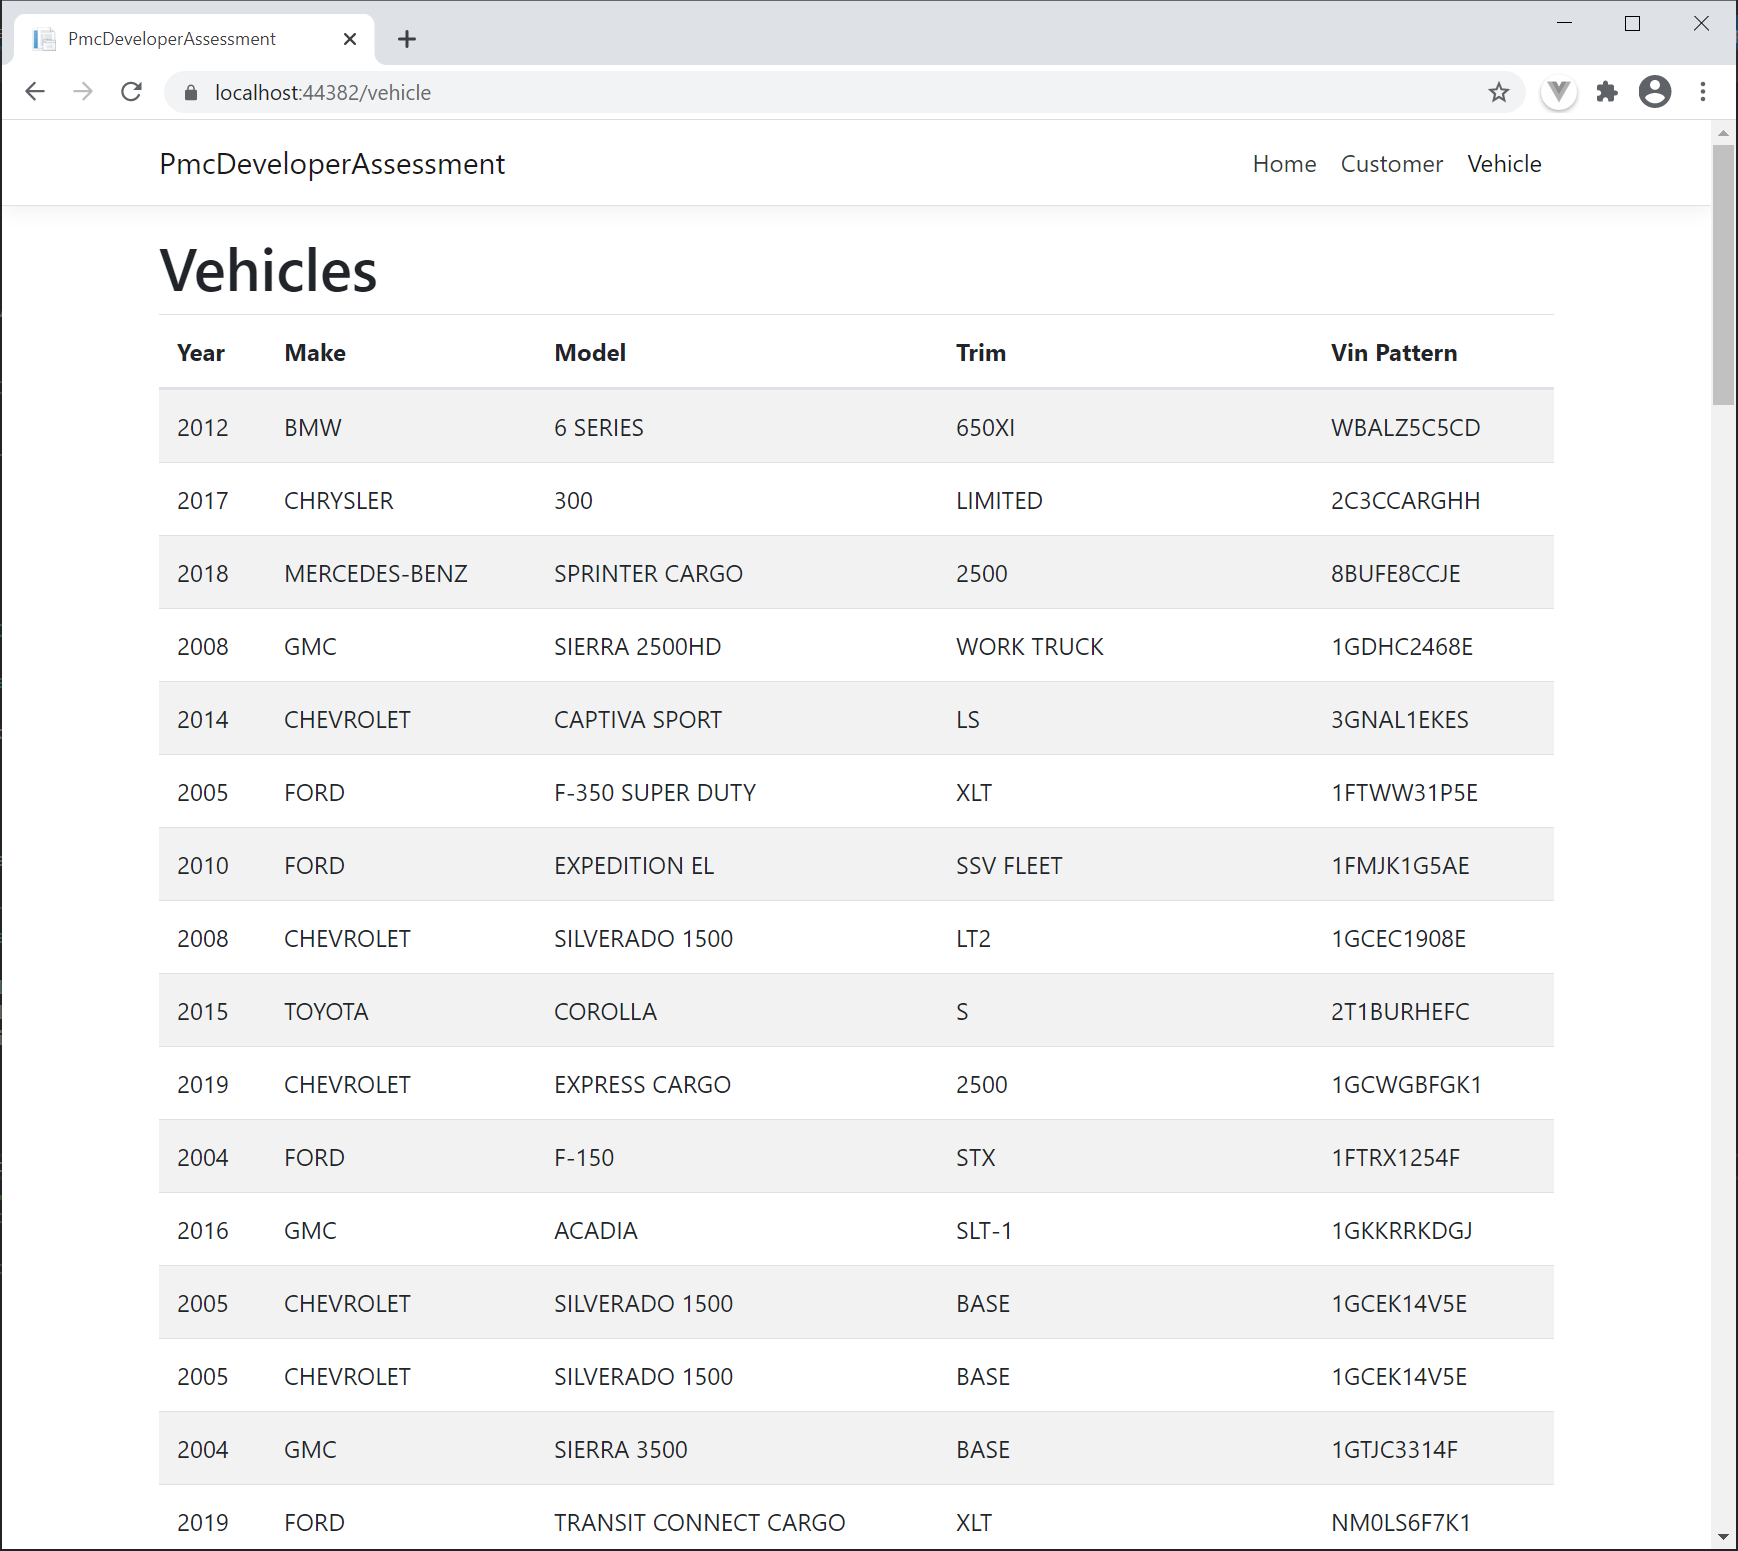 PmcDeveloperAssessment
localhost:44382/vehicle
PmcDeveloperAssessment Home Customer Vehicle
Vehicles
Year Make Model Trim Vin Pattern
2012 BMW 6 SERIES 650XI WBALZ5C5CD
2017 CHRYSLER 300 LIMITED 2C3CCARGHH
2018 MERCEDES-BENZ SPRINTER CARGO 2500 8BUFE8CCJE
2008 GMC SIERRA 2500HD WORK TRUCK 1GDHC2468E
2014 CHEVROLET CAPTIVA SPORT LS 3GNAL1EKES
2005 FORD F-350 SUPER DUTY XLT 1FTWW31P5E
2010 FORD EXPEDITION EL SSV FLEET 1FMJK1G5AE
2008 CHEVROLET SILVERADO 1500 LT2 1GCEC1908E
2015 TOYOTA COROLLA S 2T1BURHEFC
2019 CHEVROLET EXPRESS CARGO 2500 1GCWGBFGK1
2004 FORD F-150 STX 1FTRX1254F
2016 GMC ACADIA SLT-1 1GKKRRKDGJ
2005 CHEVROLET SILVERADO 1500 BASE 1GCEK14V5E
2005 CHEVROLET SILVERADO 1500 BASE 1GCEK14V5E
2004 GMC SIERRA 3500 BASE 1GTJC3314F
2019 FORD TRANSIT CONNECT CARGO XLT NM0LS6F7K1